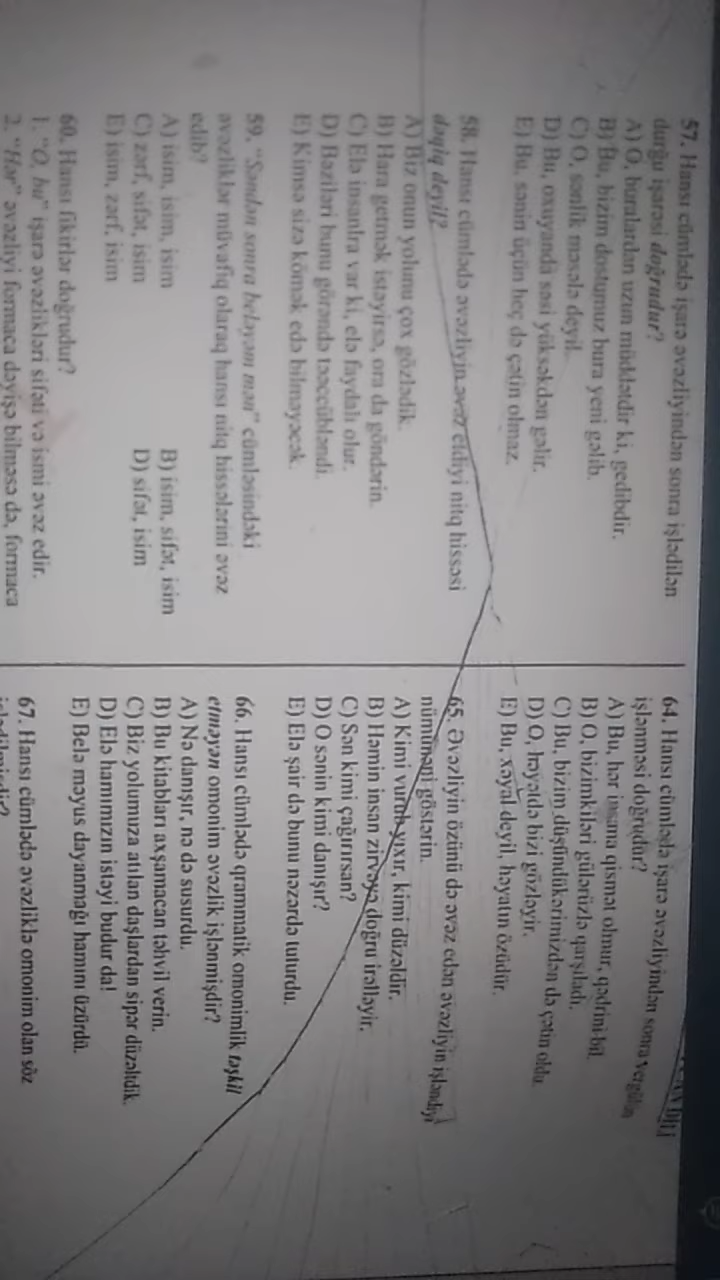 57. Hansı cümlədə işarə əvəzliyindən sonra işlədilən
durğu işarəsi doğrudur?
A) O, buralardan uzun müddətdir ki, gedibdir.
B) Bu, bizim dostumuz bura yeni gəlib.
C) O, sənlik məsələ deyil.
D) Bu, oxuyanda səsi yüksəkdən gəlir.
E) Bu, sənin üçün heç də çətin olmaz.
58. Hansı cümlədə əvəzliyin əvəz etdiyi nitq hissəsi
dəqiq deyil?
A) Biz onun yolunu çox gözlədik.
B) Hara getmək istəyirsə, ora da göndərin.
C) Elə insanlra var ki, elə faydalı olur.
D) Bəziləri bunu görəndə təəccübləndi.
E) Kimsə sizə kömək edə bilməyəcək.
59. "Səndən sonra beləyəm mən" cümləsindəki
əvəzliklər müvafiq olaraq hansı nitq hissələrini əvəz
edib?
A) isim, isim, isim
B) isim, sifət, isim
C) zərf, sifət, isim
D) sifət, isim
E) isim, zərf, isim
60. Hansı fikirlər doğrudur?
1. "O, bu" işarə əvəzlikləri sifəti və ismi əvəz edir.
2. "Hər" əvəzliyi formaca dəyişə bilməsə də, formaca
64. Hansı cümlədə işarə əvəzliyindən sonra vergülün
işlənməsi doğrudur?
A) Bu, hər insana qismət olmur, qədrini bil.
B) O, bizimkiləri gülərüzlə qarşıladı.
C) Bu, bizim düşündükərimizdən də çətin oldu.
D) O, həyəldə bizi gözləyir.
E) Bu, xəyal deyil, həyatın özüdür.
65. Əvəzliyin özünü də əvəz edən əvəzliyin işləndiyi
nümunəni göstərin.
A) Kimi vurub-yıxır, kimi düzəldir.
B) Həmin insan zirvəyə doğru irəlləyir.
C) Sən kimi çağırırsan?
D) O sənin kimi danışır?
E) Elə şair də bunu nəzərdə tuturdu.
66. Hansı cümlədə qrammatik omonimlik təşkil
etməyən omonim əvəzlik işlənmişdir?
A) Nə danışır, nə də susurdu.
B) Bu kitabları axşamacan təhvil verin.
C) Biz yolumuza atılan daşlardan sipər düzəltdik.
D) Elə hamımızın istəyi budur da!
E) Belə məyus dayanmağı hamını üzürdü.
67. Hansı cümlədə əvəzliklə omonim olan söz